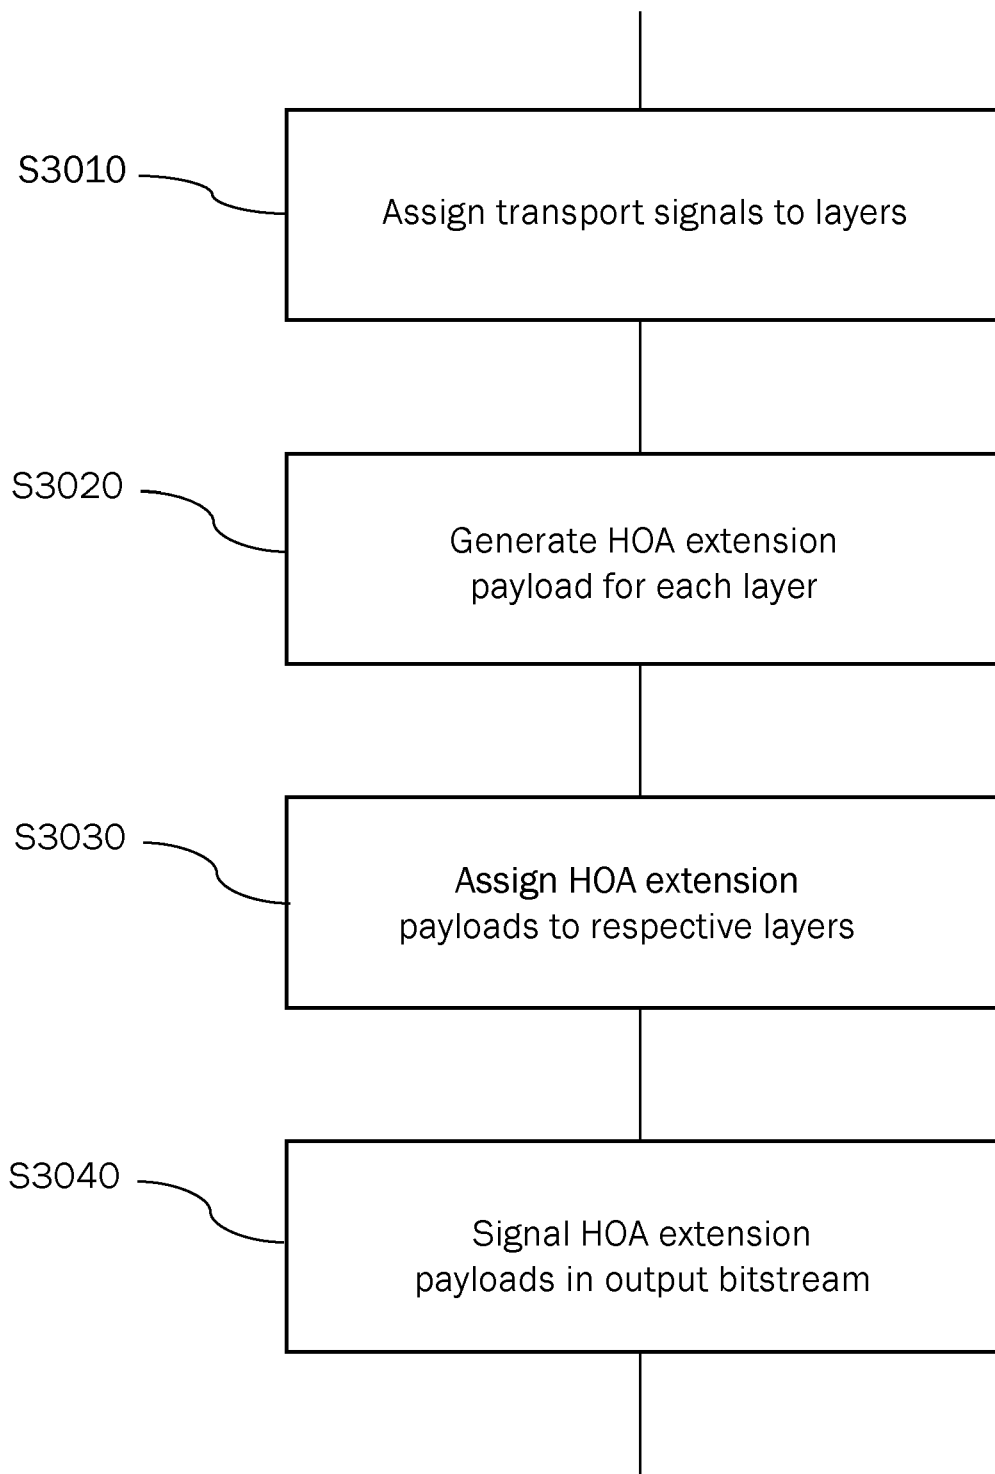 S3010
Assign transport signals to layers
S3020
Generate HOA extension
payload for each layer
S3030
Assign HOA extension
payloads to respective layers
S3040
Signal HOA extension
payloads in output bitstream